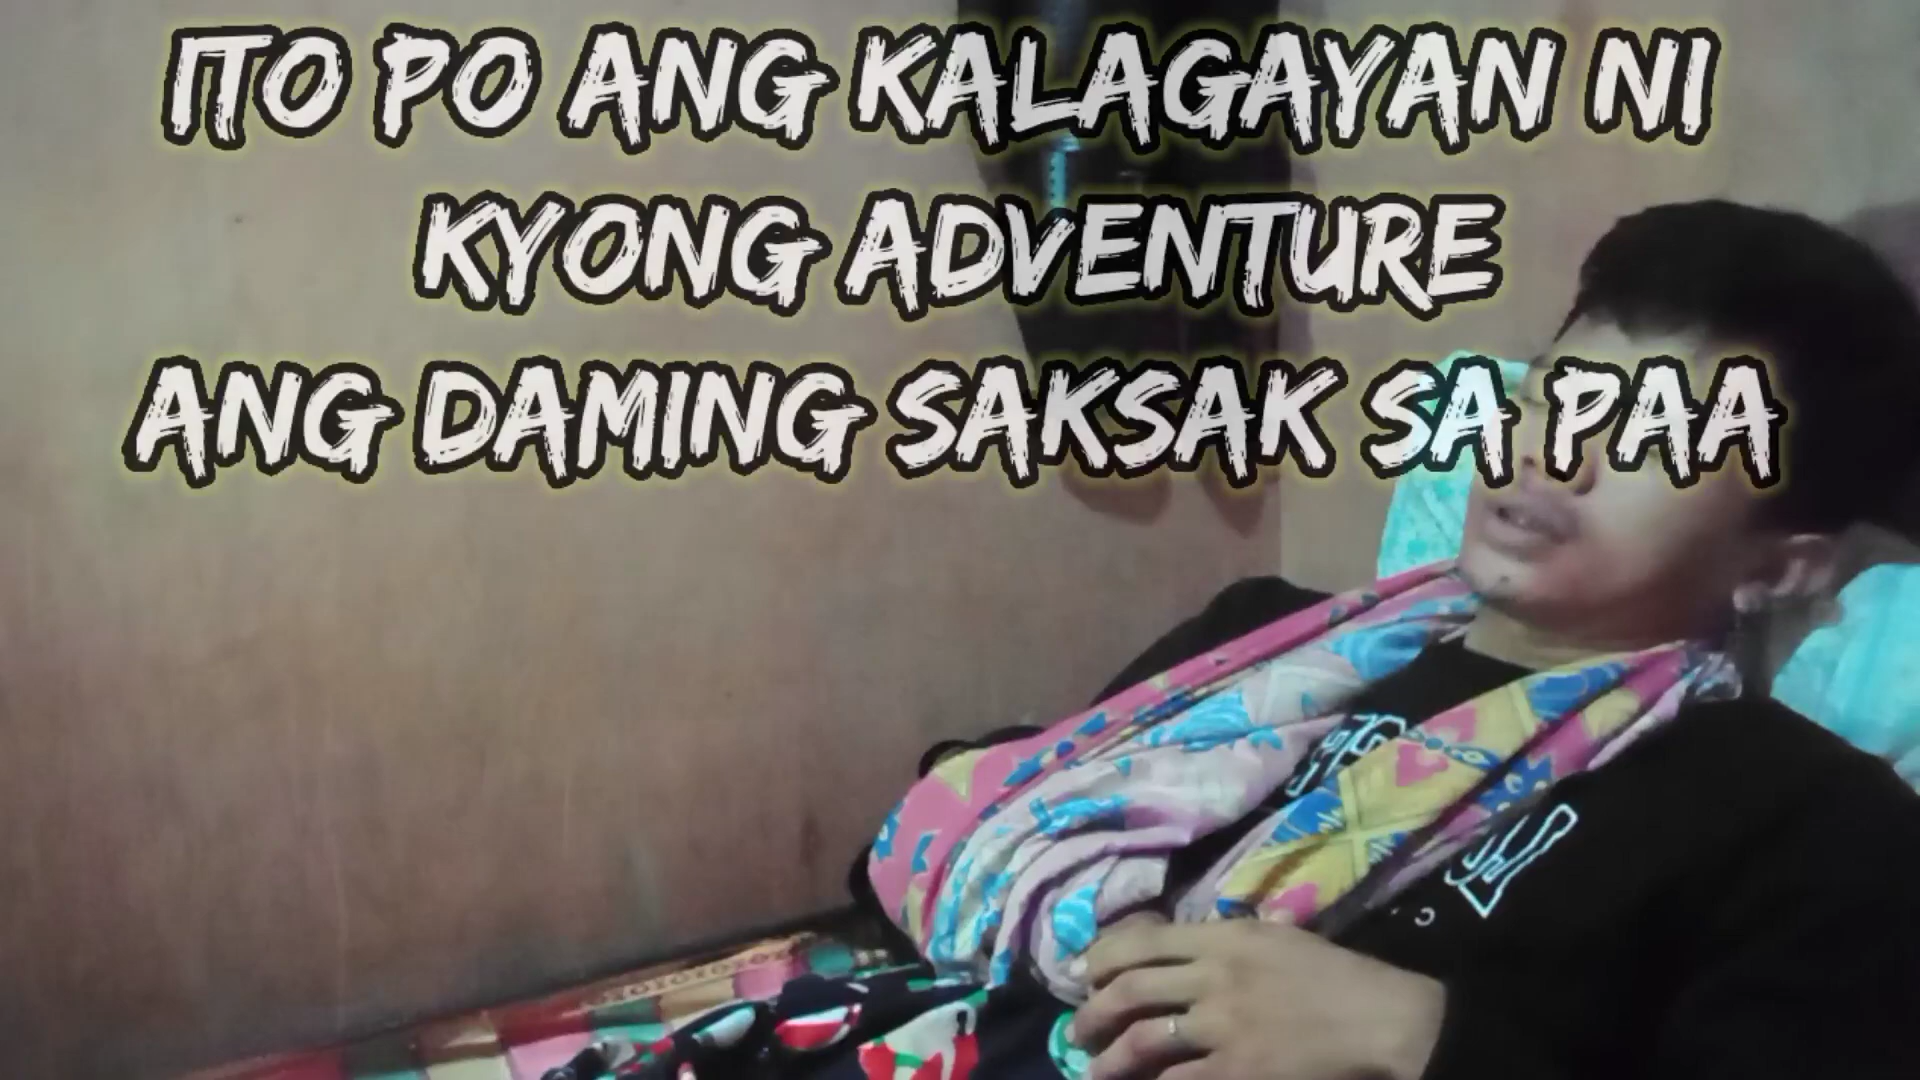 ITO PO ANG KALAGAYAN NI
KYONG ADVENTURE
ANG DAMING SAKSAK SA PAA